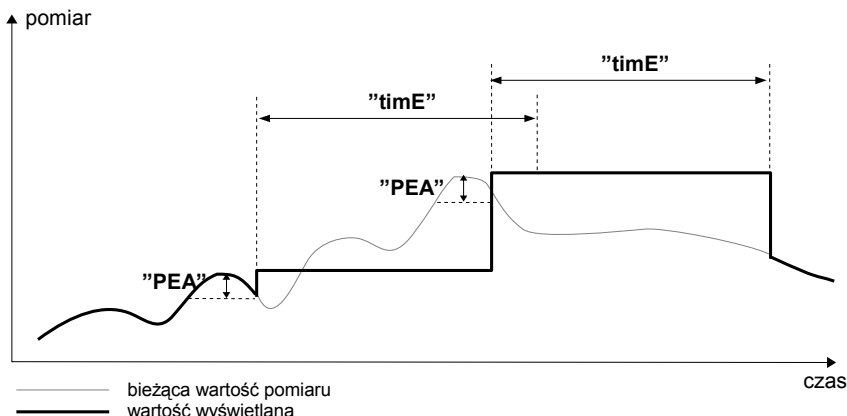 pomiar
”timE”
”timE”
”PEA”
”PEA”
czas
bieżąca wartość pomiaru
wartość wyświetlana